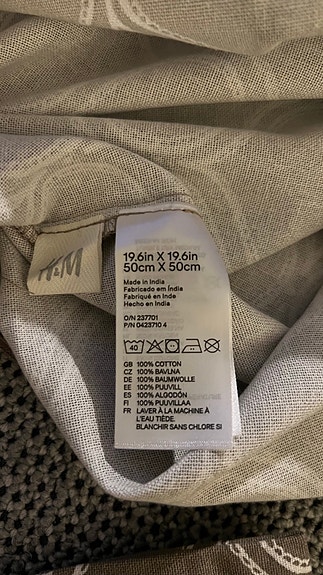 H&M
19.6in X 19.6in
50cm X 50cm
Made in India
Fabricado em Índia
Fabriqué en Inde
Hecho en India
O/N 237701
P/N 0423710 4
40
GB 100% COTTON
CZ 100% BAVLNA
DE 100% BAUMWOLLE
EE 100% PUUVILL
ES 100% ALGODÓN
FI 100% PUUVILLAA
FR LAVER À LA MACHINE À
L'EAU TIÈDE.
BLANCHIR SANS CHLORE SI